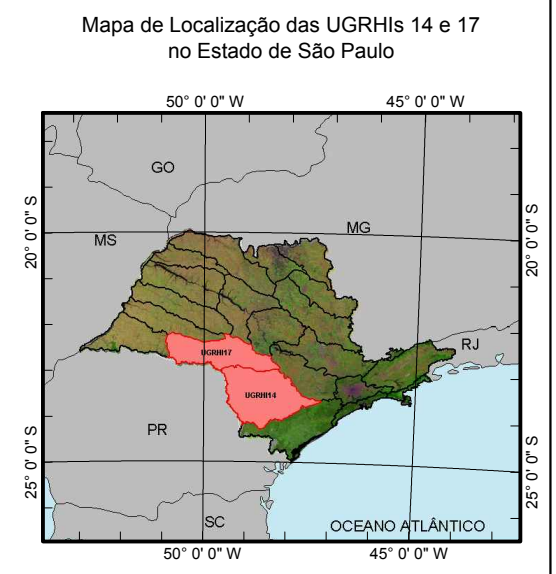 Mapa de Localização das UGRHIs 14 e 17
no Estado de São Paulo
50° 0' 0" W
45° 0' 0" W
GO
20° 0' 0" S
MS
MG
20° 0' 0" S
UGRHI17
RJ
UGRHI14
PR
25° 0' 0" S
25° 0' 0" S
SC
OCEANO ATLÂNTICO
50° 0' 0" W
45° 0' 0" W